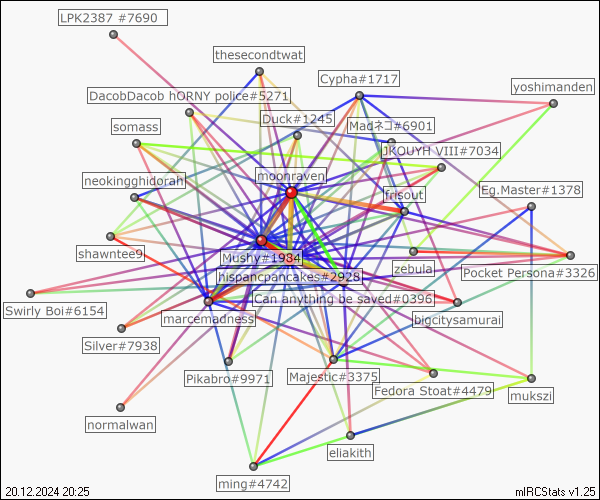 LPK2387 #7690
thesecondtwat
Cypha#1717
yoshimanden
DacobDacob hORNY police#5271
Duck#1245
somass
Madネコ#6901
JKOUYH VIII#7034
moonraven
neokingghidorah
frisout
Eg.Master#1378
shawntee9
Mushy#1984
zebula
Pocket Persona#3326
hispancpancakes#2928
Can anything be saved#0396
Swirly Boi#6154
marcemadness
bigcitysamurai
Silver#7938
Pikabro#9971
Majestic#3375
Fedora Stoat#4479
mukszi
normalwan
eliakith
ming#4742
20.12.2024 20:25
mIRCStats v1.25